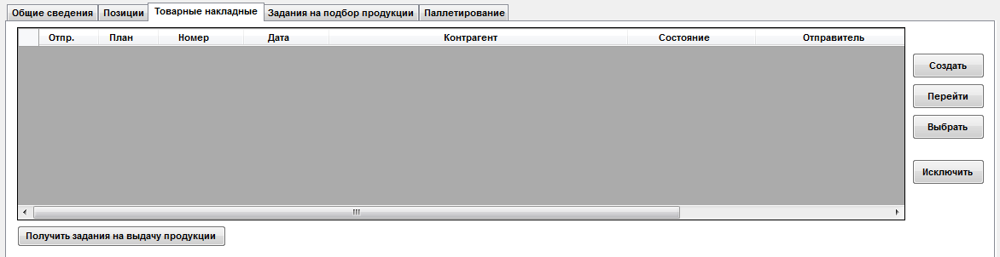 Общие сведения Позиции Товарные накладные Задания на подбор продукции Паллетирование
Отпр. План Номер Дата Контрагент Состояние Отправитель
Создать
Перейти
Выбрать
Исключить
Получить задания на выдачу продукции